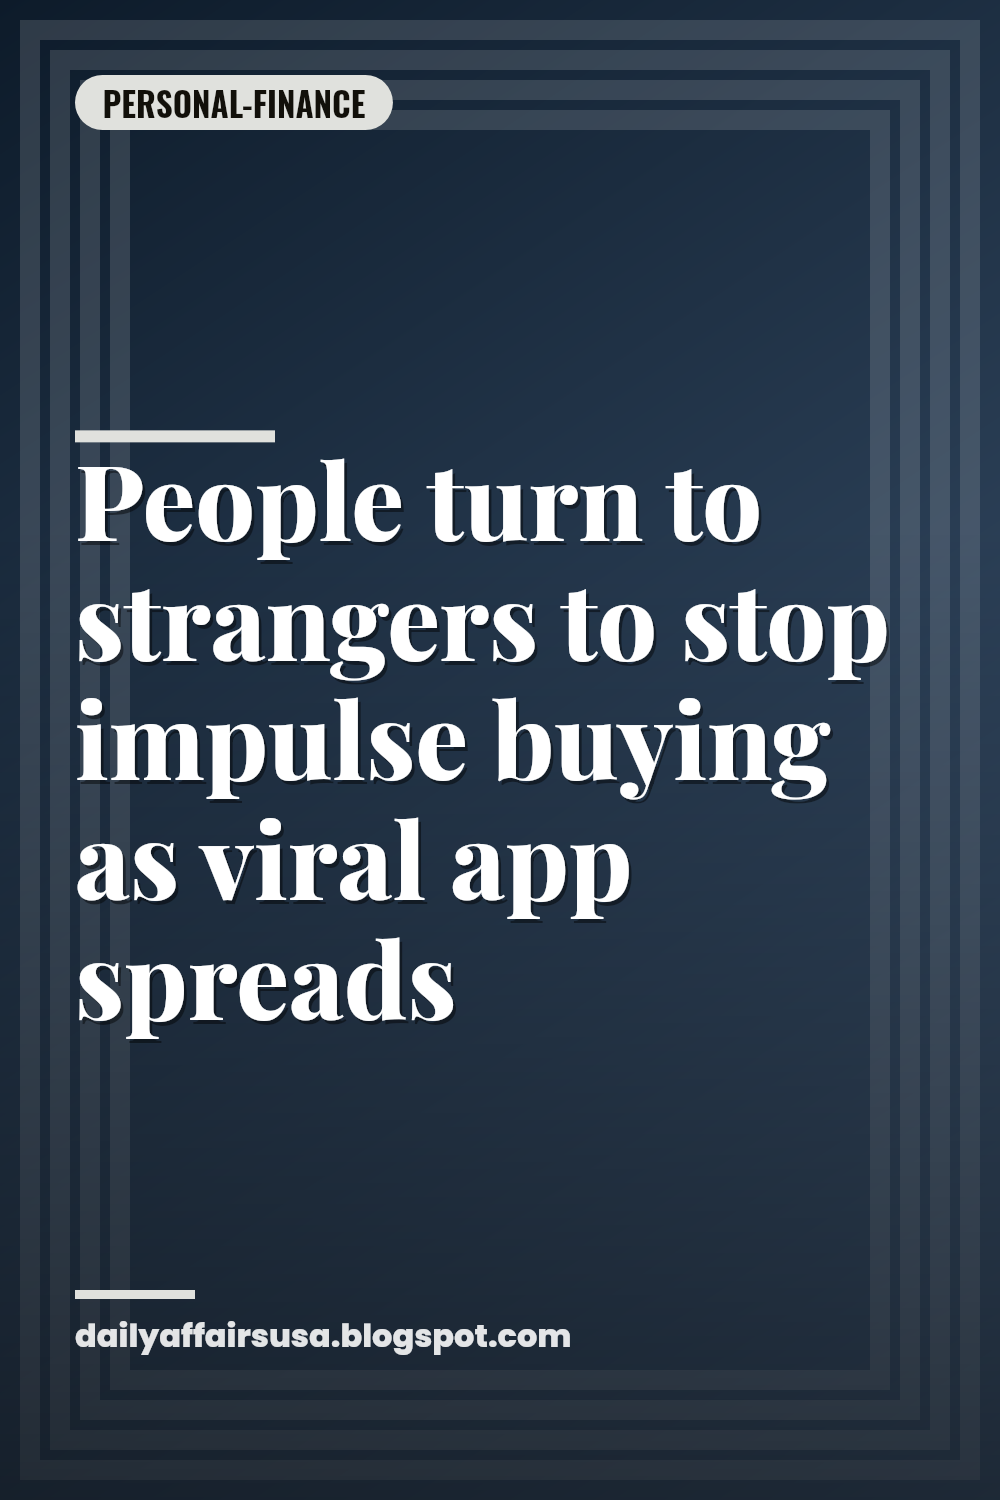 PERSONAL-FINANCE
People turn to
strangers to stop
impulse buying
as viral app
spreads
dailyaffairsusa.blogspot.com